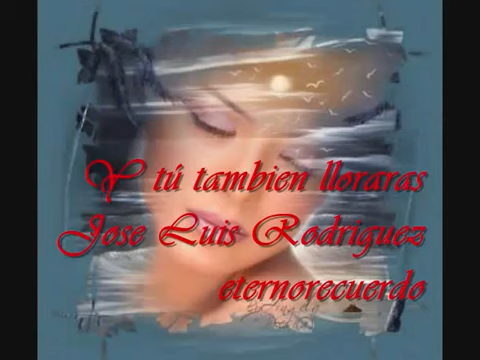 Y tú tambien lloraras
Jose Luis Rodriguez
eternorecuerdo